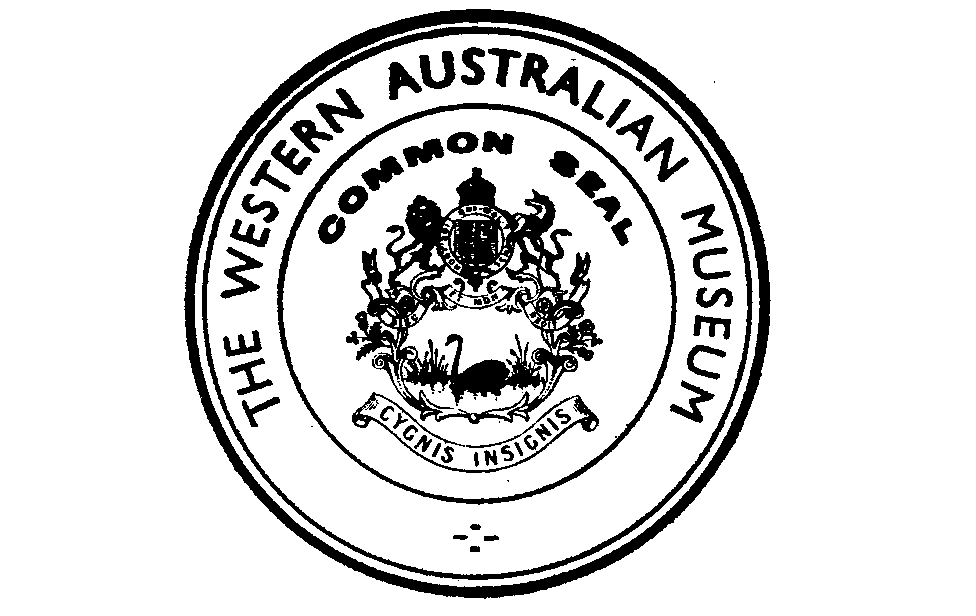 THE WESTERN AUSTRALIAN MUSEUM
COMMON SEAL
CYGNIS INSIGNIS